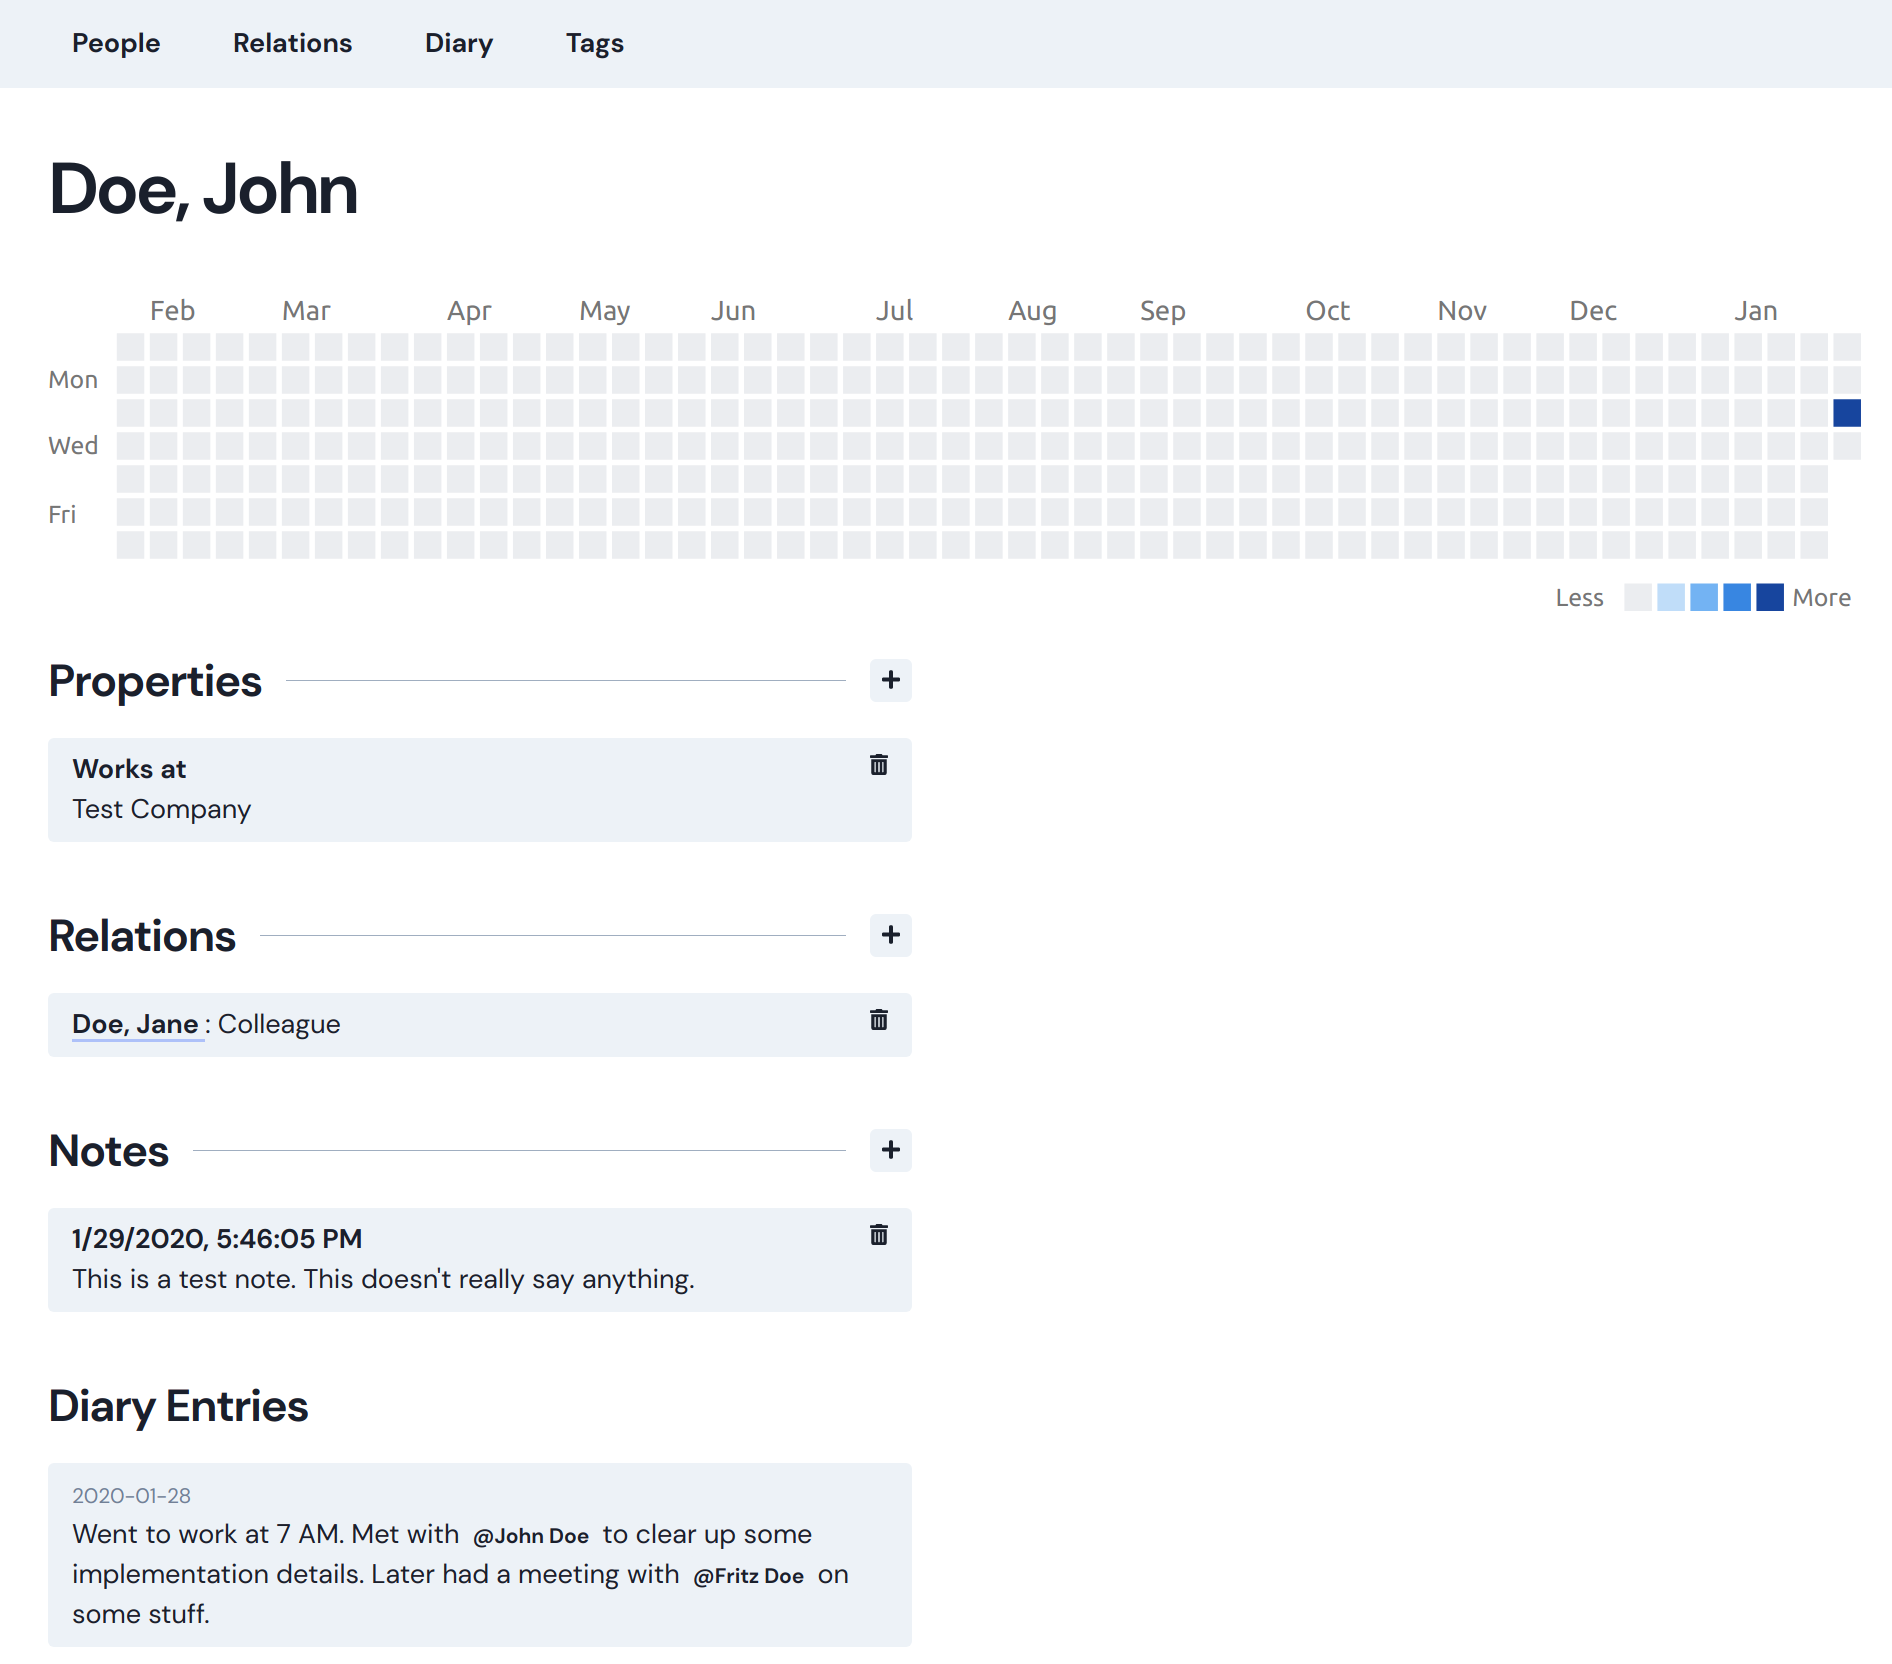 People Relations Diary Tags
Doe, John
Feb Mar Apr May Jun Jul Aug Sep Oct Nov Dec Jan
Mon
Wed
Fri
Less More
Properties
Works at
Test Company
Relations
Doe, Jane : Colleague
Notes
1/29/2020, 5:46:05 PM
This is a test note. This doesn't really say anything.
Diary Entries
2020-01-28
Went to work at 7 AM. Met with @John Doe to clear up some
implementation details. Later had a meeting with @Fritz Doe on
some stuff.